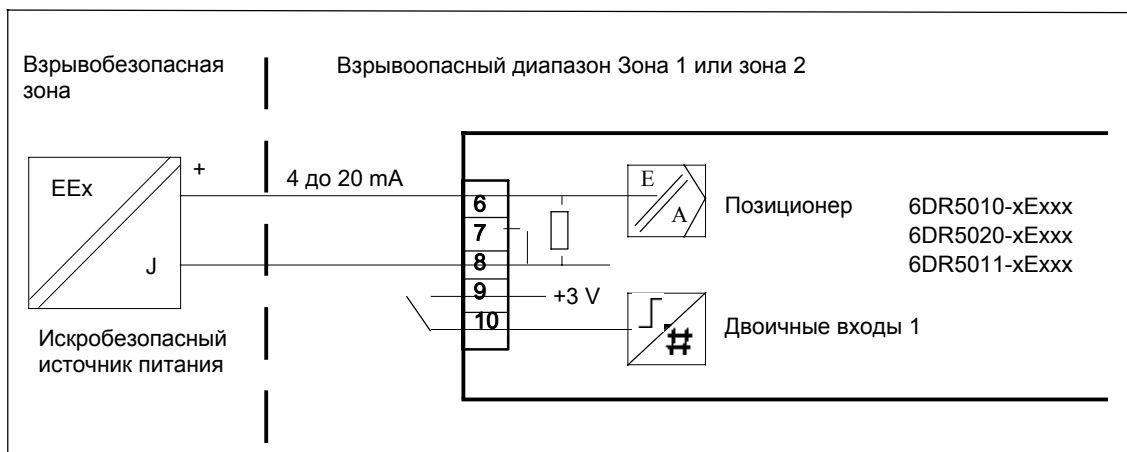 Взрывобезопасная
зона
Взрывоопасный диапазон Зона 1 или зона 2
EEx
J
+
4 до 20 mA
6
7
8
9
10
+3 V
E
A
Позиционер
6DR5010-xExxx
6DR5020-xExxx
6DR5011-xExxx
Двоичные входы 1
Искробезопасный
источник питания